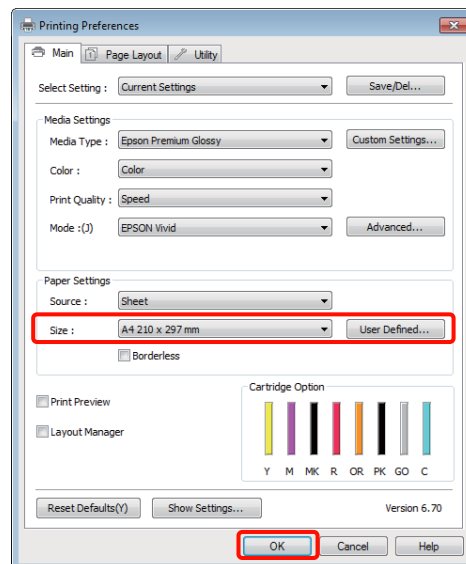 Printing Preferences
Main Page Layout Utility
Select Setting : Current Settings Save/Del...
Media Settings
Media Type : Epson Premium Glossy Custom Settings...
Color : Color
Print Quality : Speed
Mode :(J) EPSON Vivid Advanced...
Paper Settings
Source : Sheet
Size : A4 210 x 297 mm User Defined...
Borderless
Cartridge Option
Print Preview
Layout Manager
Y M MK R OR PK GO C
Reset Defaults(Y) Show Settings... Version 6.70
OK Cancel Help